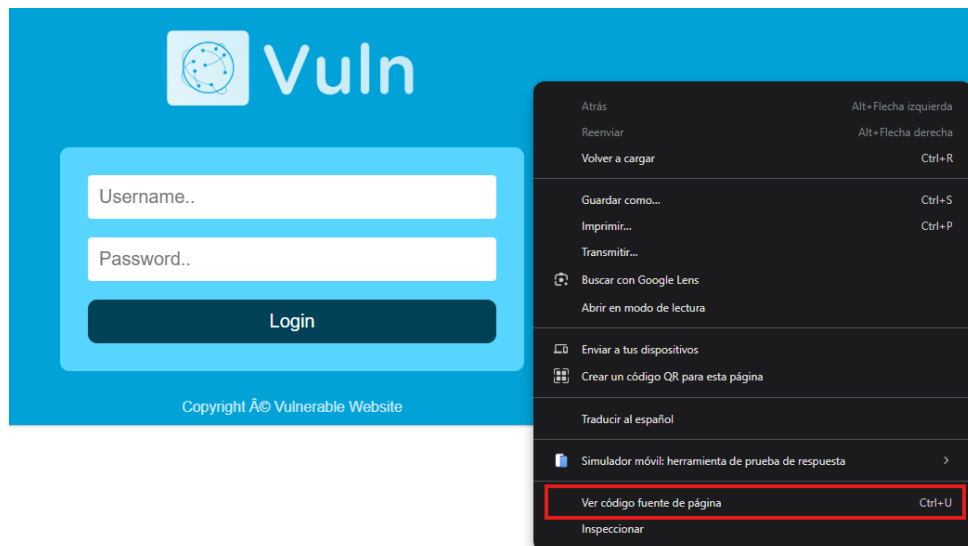 Vuln
Username..
Password..
Login
Copyright Â© Vulnerable Website
Atrás Alt+Flecha izquierda
Reenviar Alt+Flecha derecha
Volver a cargar Ctrl+R
Guardar como... Ctrl+S
Imprimir... Ctrl+P
Transmitir...
Buscar con Google Lens
Abrir en modo de lectura
Enviar a tus dispositivos
Crear un código QR para esta página
Traducir al español
Simulador móvil: herramienta de prueba de respuesta
Ver código fuente de página Ctrl+U
Inspeccionar